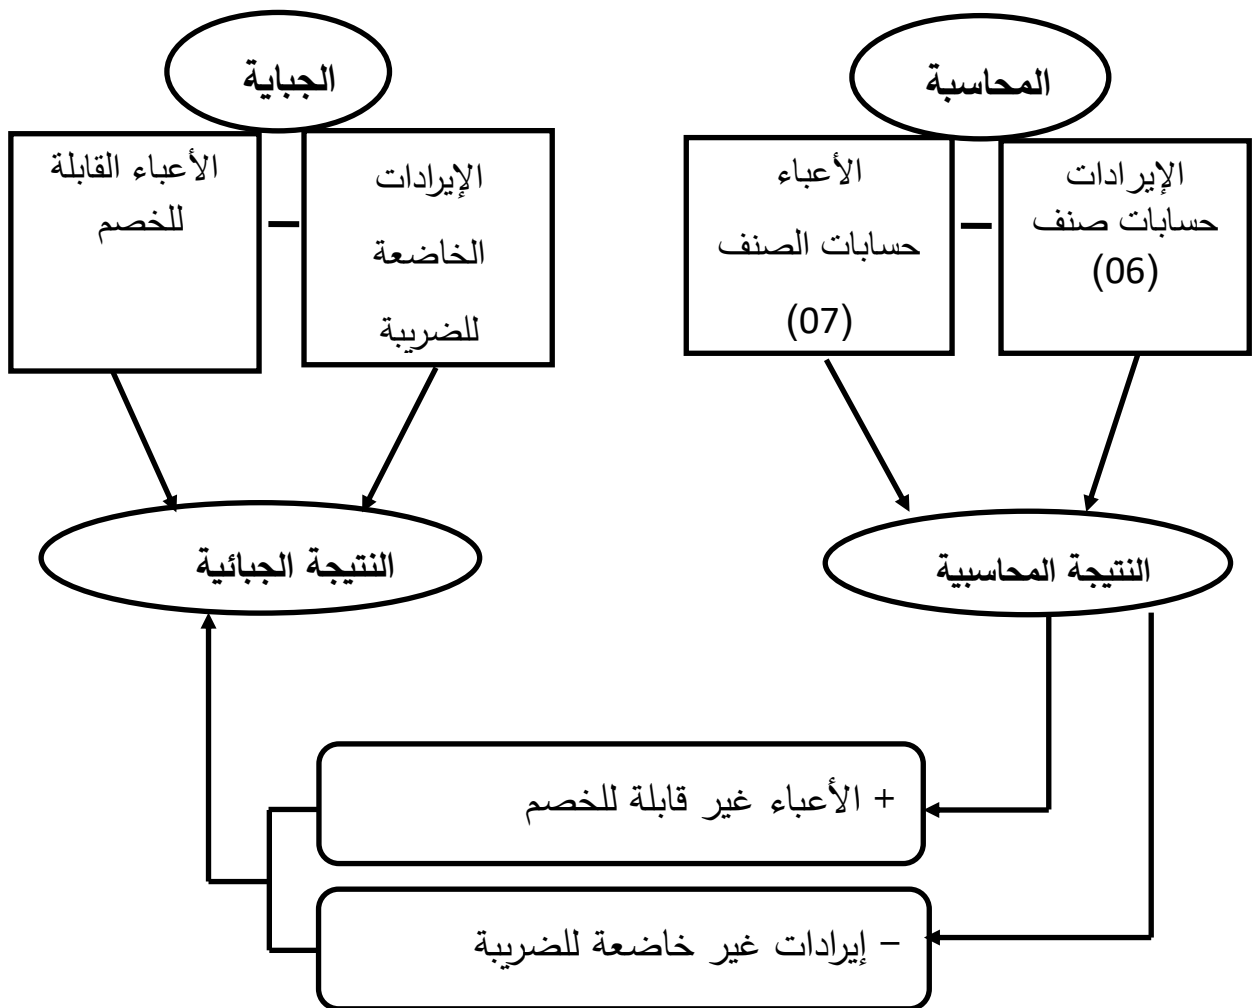 المحاسبة
الجباية
الإيرادات
حسابات صنف
(06)
–
الأعباء
حسابات الصنف
(07)
الإيرادات
الخاضعة
للضريبة
–
الأعباء القابلة
للخصم
النتيجة المحاسبية
النتيجة الجبائية
+ الأعباء غير قابلة للخصم
– إيرادات غير خاضعة للضريبة